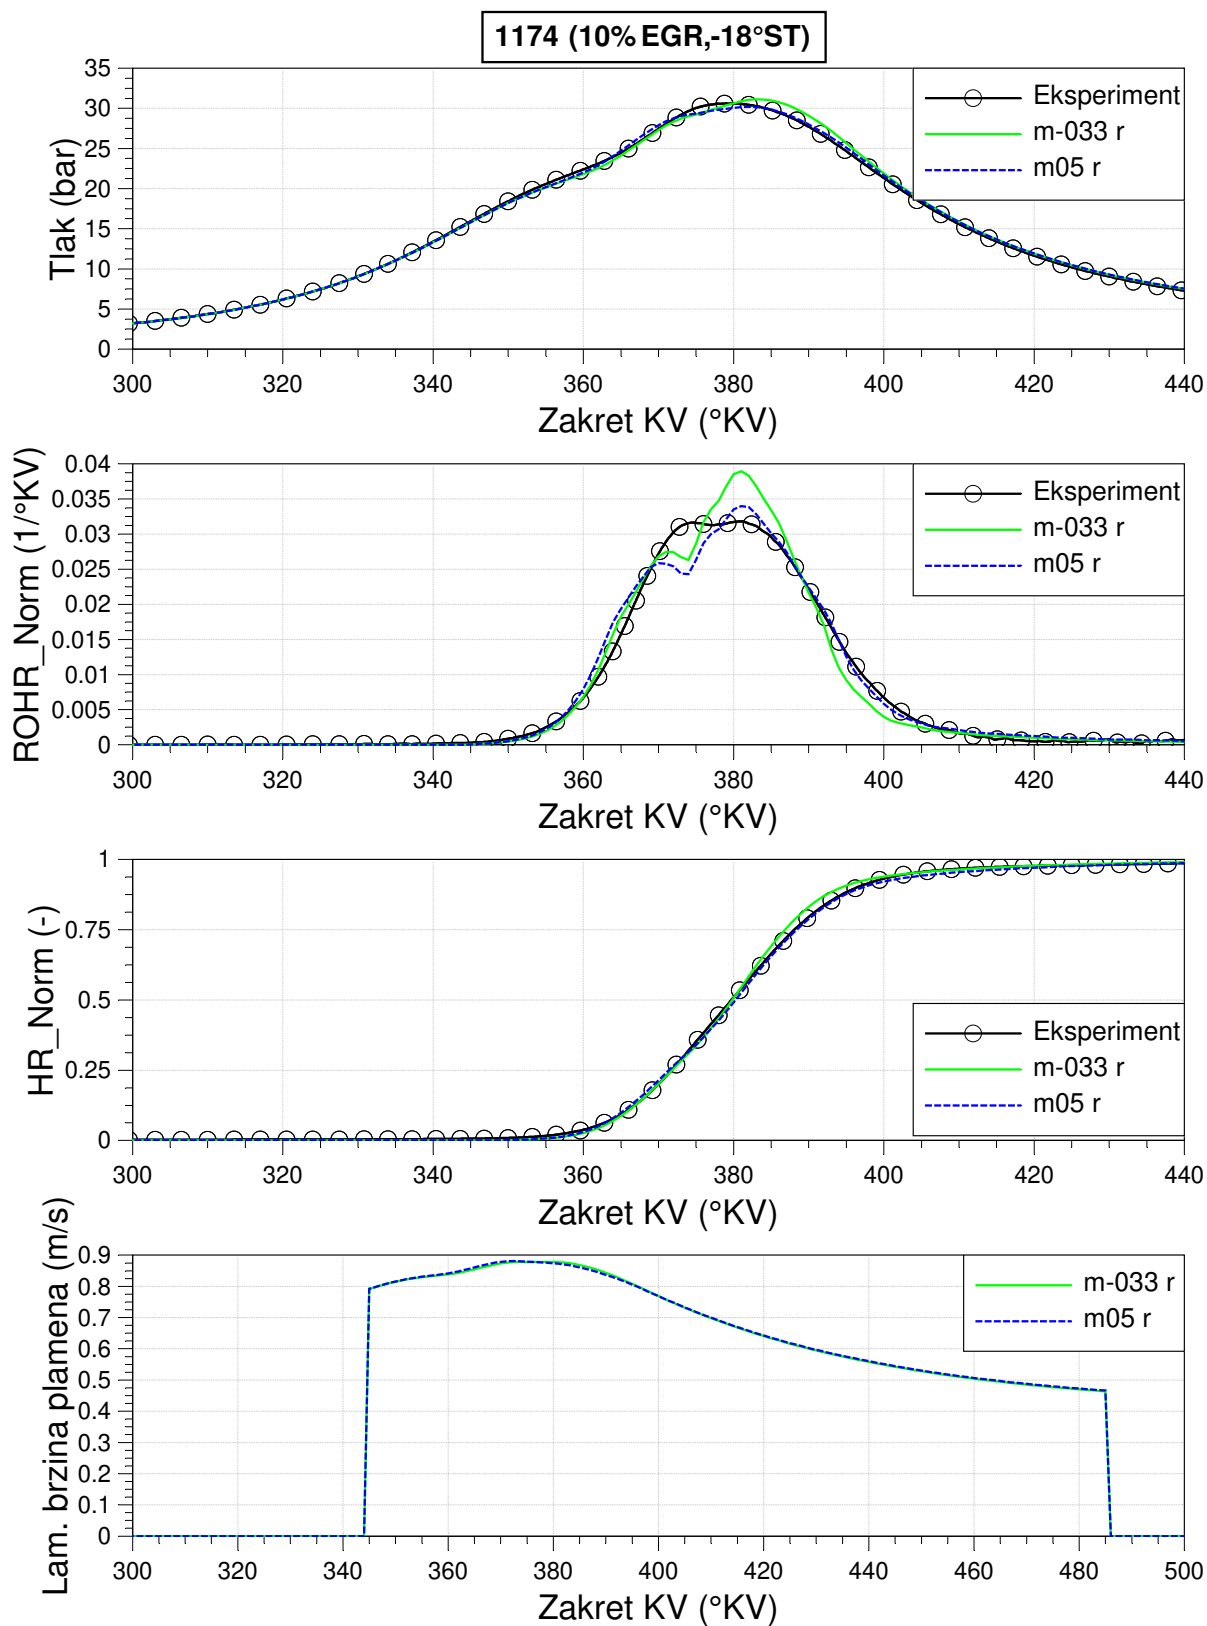 1174 (10% EGR,-18°ST)
Tlak (bar)
35
30
25
20
15
10
5
0
Eksperiment
m-033 r
m05 r
300 320 340 360 380 400 420 440
Zakret KV (°KV)
ROHR_Norm (1/°KV)
0.04
0.035
0.03
0.025
0.02
0.015
0.01
0.005
0
Eksperiment
m-033 r
m05 r
300 320 340 360 380 400 420 440
Zakret KV (°KV)
HR_Norm (-)
1
0.75
0.5
0.25
0
Eksperiment
m-033 r
m05 r
300 320 340 360 380 400 420 440
Zakret KV (°KV)
Lam. brzina plamena (m/s)
0.9
0.8
0.7
0.6
0.5
0.4
0.3
0.2
0.1
0
m-033 r
m05 r
300 320 340 360 380 400 420 440 460 480 500
Zakret KV (°KV)